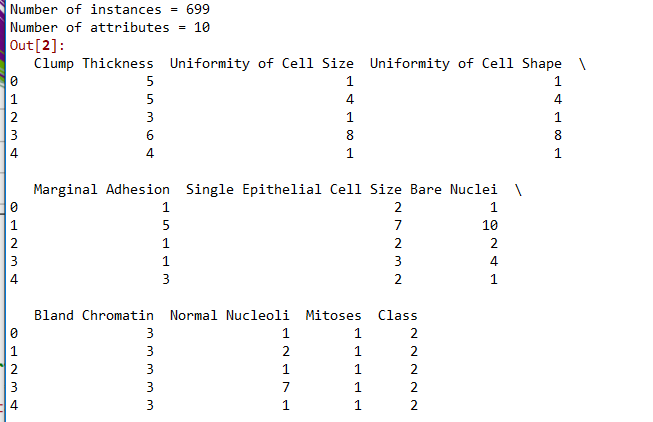 Number of instances = 699
Number of attributes = 10
Out[2]:
Clump Thickness Uniformity of Cell Size Uniformity of Cell Shape \
0 5 1 1
1 5 4 4
2 3 1 1
3 6 8 8
4 4 1 1
Marginal Adhesion Single Epithelial Cell Size Bare Nuclei \
0 1 2 1
1 5 7 10
2 1 2 2
3 1 3 4
4 3 2 1
Bland Chromatin Normal Nucleoli Mitoses Class
0 3 1 1 2
1 3 2 1 2
2 3 1 1 2
3 3 7 1 2
4 3 1 1 2